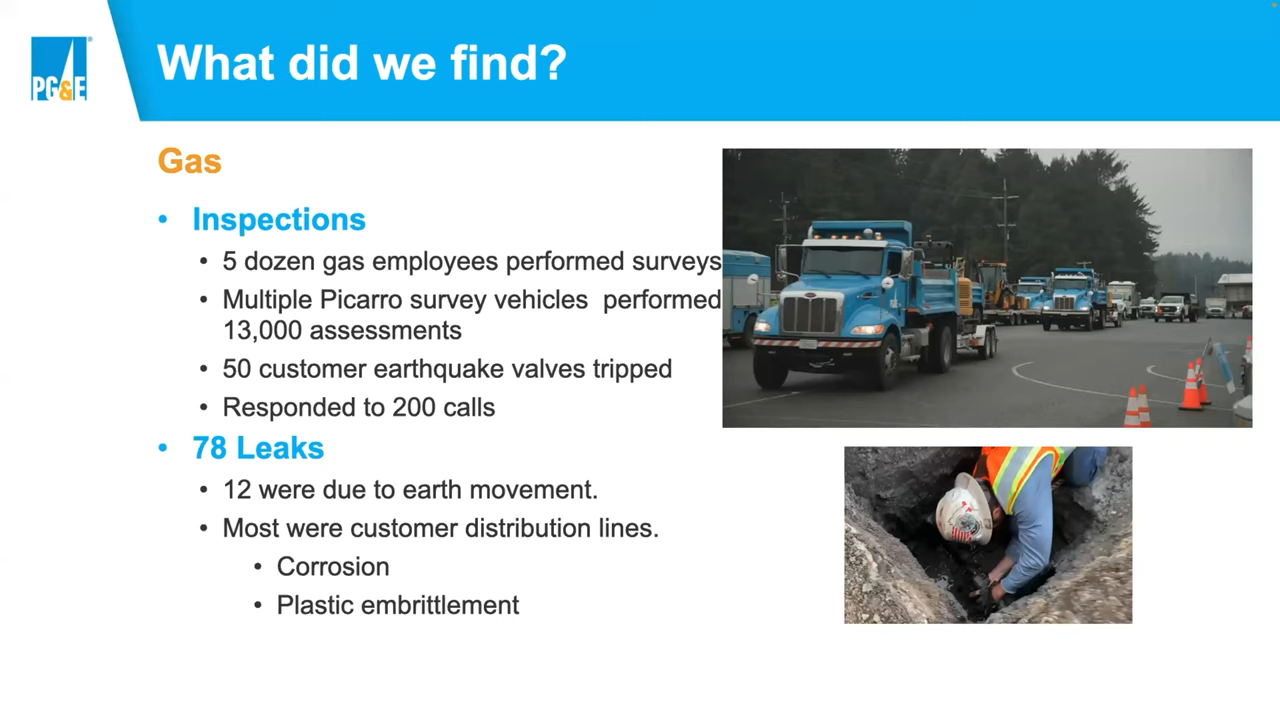 PG&E
What did we find?
Gas
• Inspections
• 5 dozen gas employees performed surveys
• Multiple Picarro survey vehicles  performed
13,000 assessments
• 50 customer earthquake valves tripped
• Responded to 200 calls
• 78 Leaks
• 12 were due to earth movement.
• Most were customer distribution lines.
• Corrosion
• Plastic embrittlement